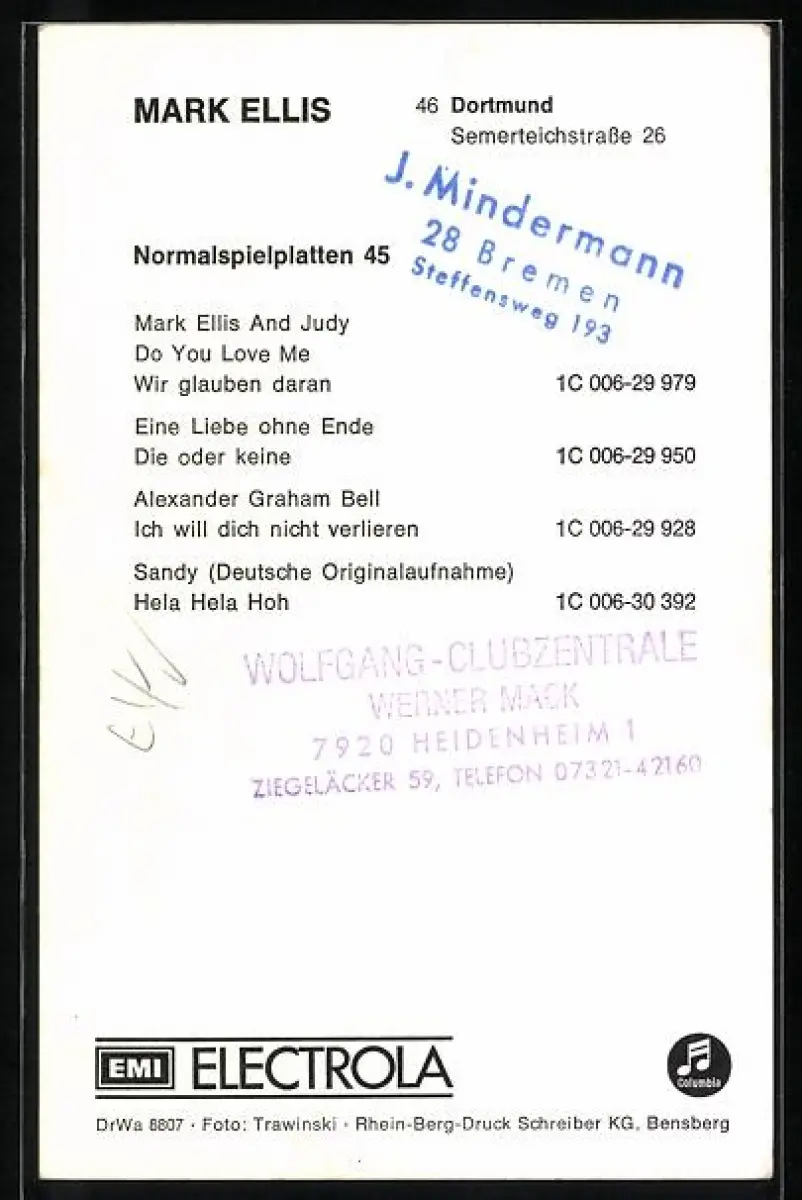 MARK ELLIS
46 Dortmund
Semerteichstraße 26
J. Mindermann
28 Bremen
Steffensweg 193
Normalspielplatten 45
Mark Ellis And Judy
Do You Love Me
Wir glauben daran 1C 006-29 979
Eine Liebe ohne Ende
Die oder keine 1C 006-29 950
Alexander Graham Bell
Ich will dich nicht verlieren 1C 006-29 928
Sandy (Deutsche Originalaufnahme)
Hela Hela Hoh 1C 006-30 392
WOLFGANG-CLUBZENTRALE
WERNER MACK
7920 HEIDENHEIM 1
ZIEGELÄCKER 59, TELEFON 07321-42160
EMI ELECTROLA
Columbia
DrWa 8807 · Foto: Trawinski · Rhein-Berg-Druck Schreiber KG, Bensberg